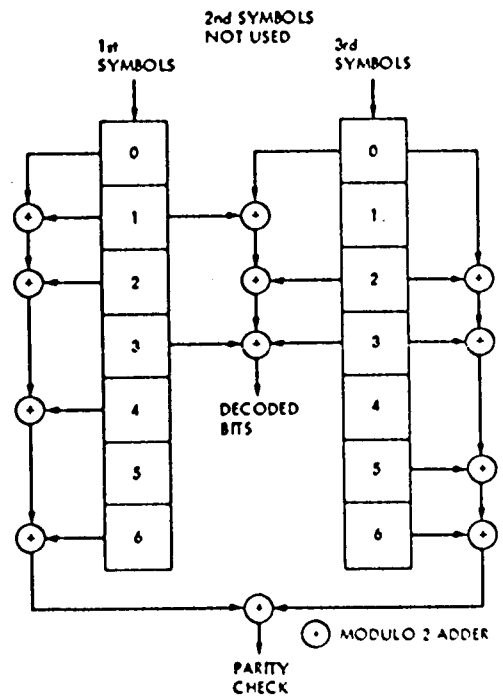 2nd SYMBOLS
NOT USED
1st
SYMBOLS
3rd
SYMBOLS
0
1
2
3
4
5
6
0
1
2
3
4
5
6
DECODED
BITS
MODULO 2 ADDER
PARITY
CHECK